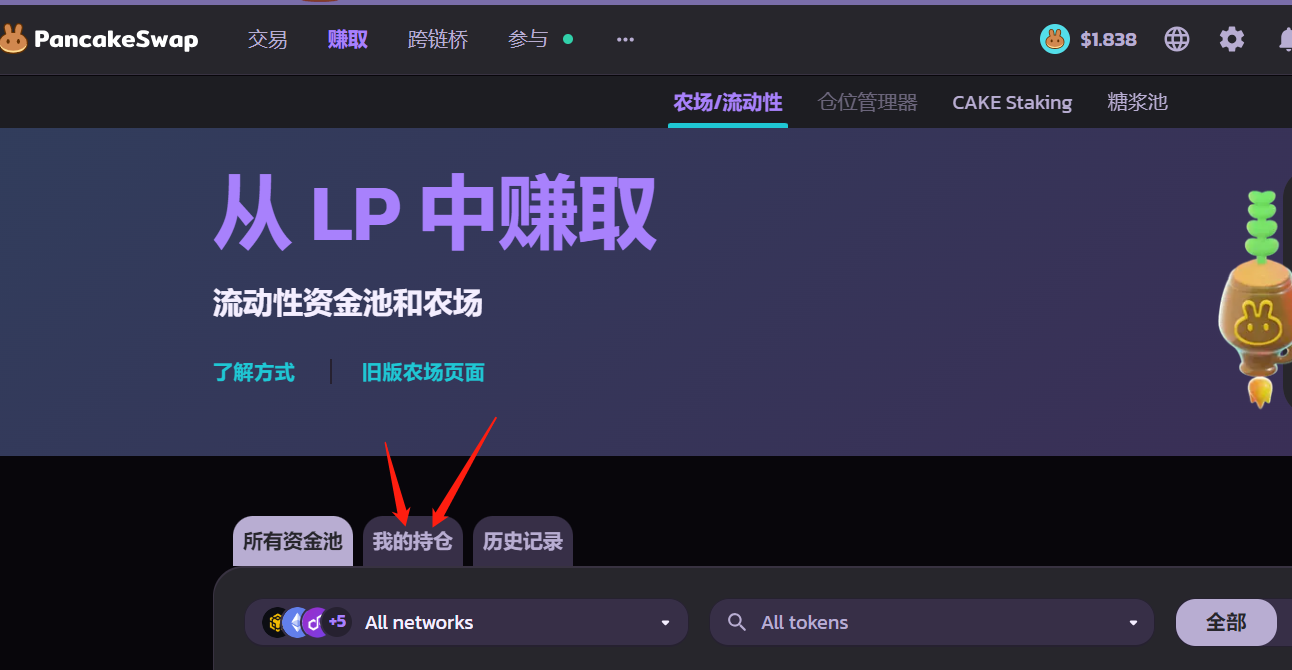 PancakeSwap 交易 赚取 跨链桥 参与 ... $1.838
农场/流动性 仓位管理器 CAKE Staking 糖浆池
从 LP 中赚取
流动性资金池和农场
了解方式 旧版农场页面
所有资金池 我的持仓 历史记录
+5 All networks All tokens 全部